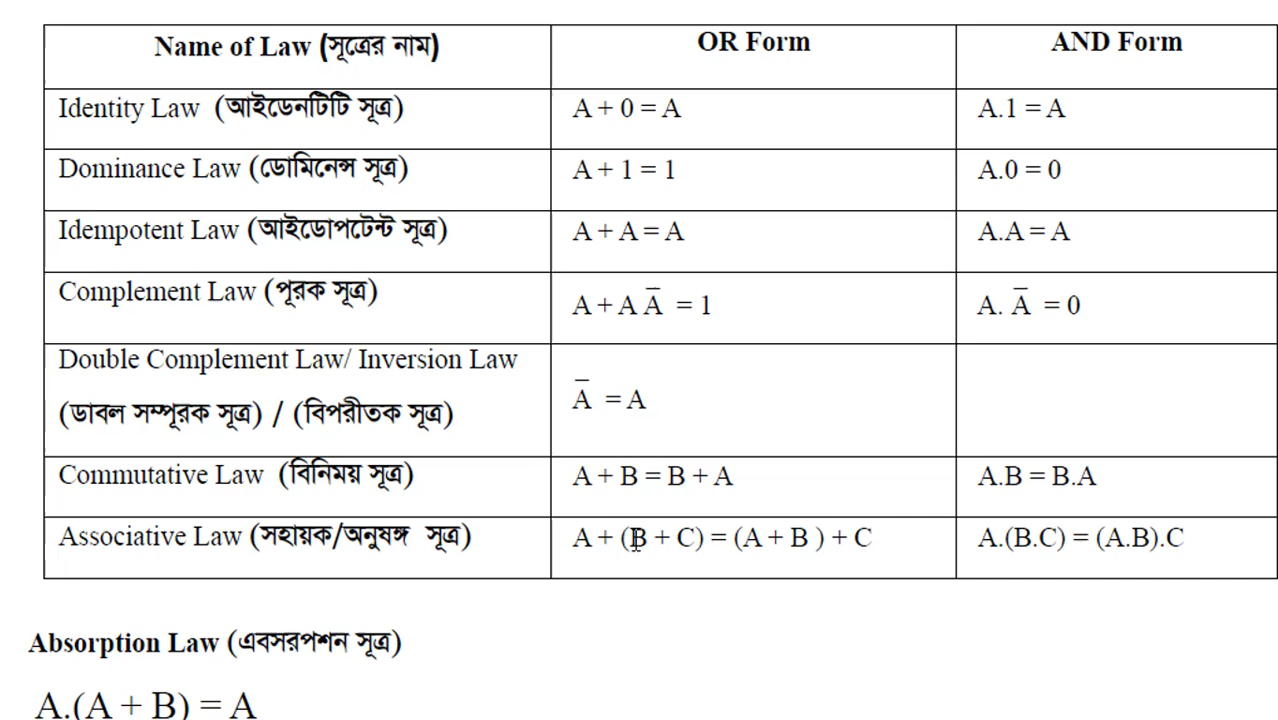 Name of Law (সূত্রের নাম) OR Form AND Form
Identity Law (আইডেনটিটি সূত্র) A + 0 = A A.1 = A
Dominance Law (ডোমিনেন্স সূত্র) A + 1 = 1 A.0 = 0
Idempotent Law (আইডোপটেন্ট সূত্র) A + A = A A.A = A
Complement Law (পূরক সূত্র) A + A A̅ = 1 A. A̅ = 0
Double Complement Law/ Inversion Law
(ডাবল সম্পূরক সূত্র) / (বিপরীতক সূত্র) A̅ = A
Commutative Law (বিনিময় সূত্র) A + B = B + A A.B = B.A
Associative Law (সহায়ক/অনুষঙ্গ সূত্র) A + (B + C) = (A + B ) + C A.(B.C) = (A.B).C
Absorption Law (এবসরপশন সূত্র)
A.(A + B) = A